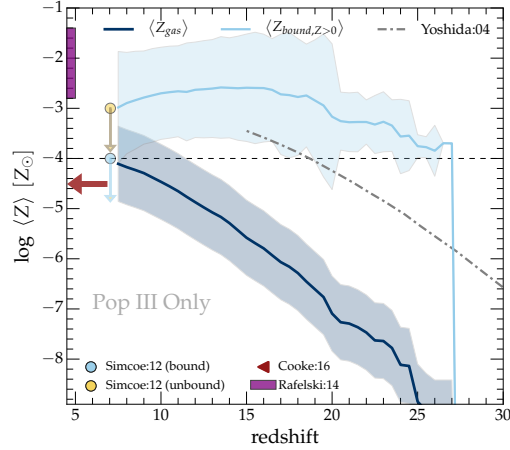 ⟨Z_gas⟩ ⟨Z_bound,Z>0⟩ Yoshida:04
−1
−2
−3
−4
−5
−6
−7
−8
log ⟨Z⟩ [Z⊙]
Pop III Only
Simcoe:12 (bound) Cooke:16
Simcoe:12 (unbound) Rafelski:14
5 10 15 20 25 30
redshift